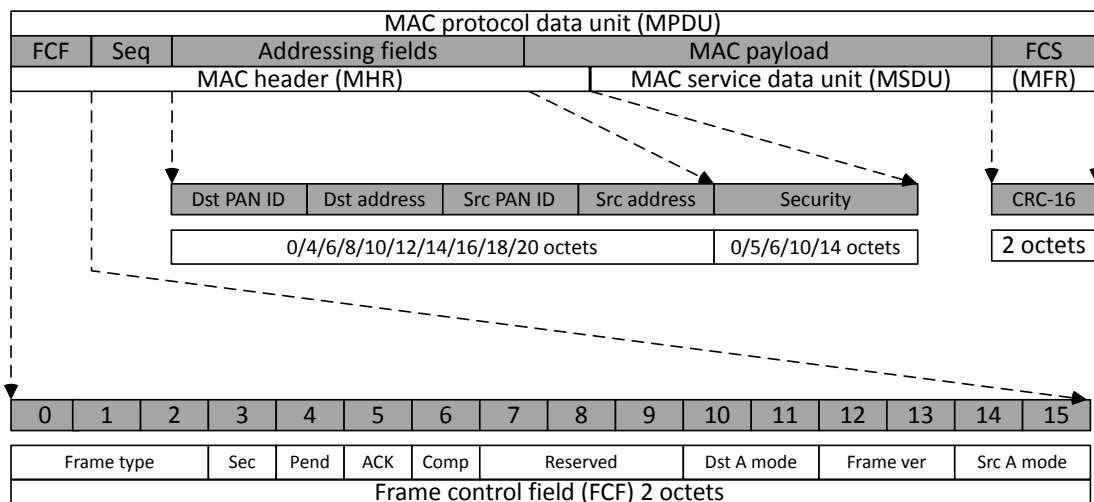 MAC protocol data unit (MPDU)
FCF Seq Addressing fields MAC payload FCS
MAC header (MHR) MAC service data unit (MSDU) (MFR)
Dst PAN ID Dst address Src PAN ID Src address Security CRC-16
0/4/6/8/10/12/14/16/18/20 octets 0/5/6/10/14 octets 2 octets
0 1 2 3 4 5 6 7 8 9 10 11 12 13 14 15
Frame type Sec Pend ACK Comp Reserved Dst A mode Frame ver Src A mode
Frame control field (FCF) 2 octets